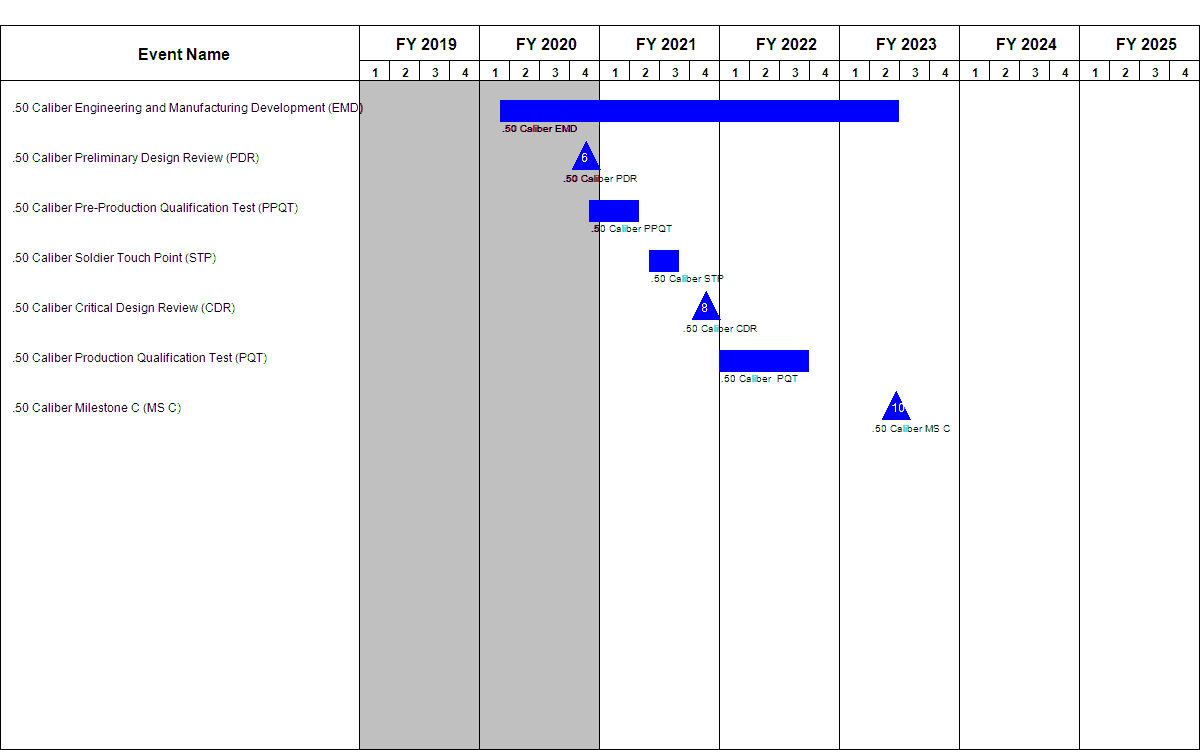 Event Name FY 2019 FY 2020 FY 2021 FY 2022 FY 2023 FY 2024 FY 2025
1 2 3 4 1 2 3 4 1 2 3 4 1 2 3 4 1 2 3 4 1 2 3 4 1 2 3 4
.50 Caliber Engineering and Manufacturing Development (EMD)
.50 Caliber EMD
.50 Caliber Preliminary Design Review (PDR) 6
.50 Caliber PDR
.50 Caliber Pre-Production Qualification Test (PPQT)
.50 Caliber PPQT
.50 Caliber Soldier Touch Point (STP)
.50 Caliber STP
.50 Caliber Critical Design Review (CDR) 8
.50 Caliber CDR
.50 Caliber Production Qualification Test (PQT)
.50 Caliber PQT
.50 Caliber Milestone C (MS C) 10
.50 Caliber MS C